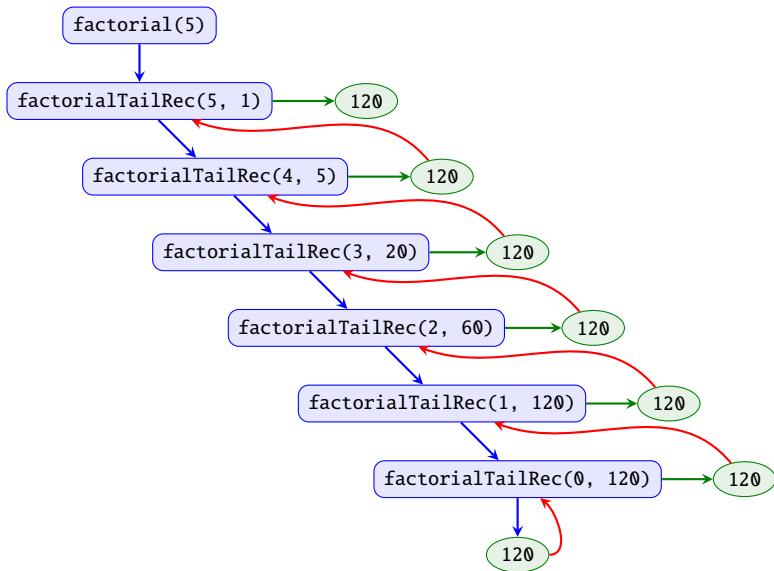 factorial(5)
factorialTailRec(5, 1)
120
factorialTailRec(4, 5)
120
factorialTailRec(3, 20)
120
factorialTailRec(2, 60)
120
factorialTailRec(1, 120)
120
factorialTailRec(0, 120)
120
120